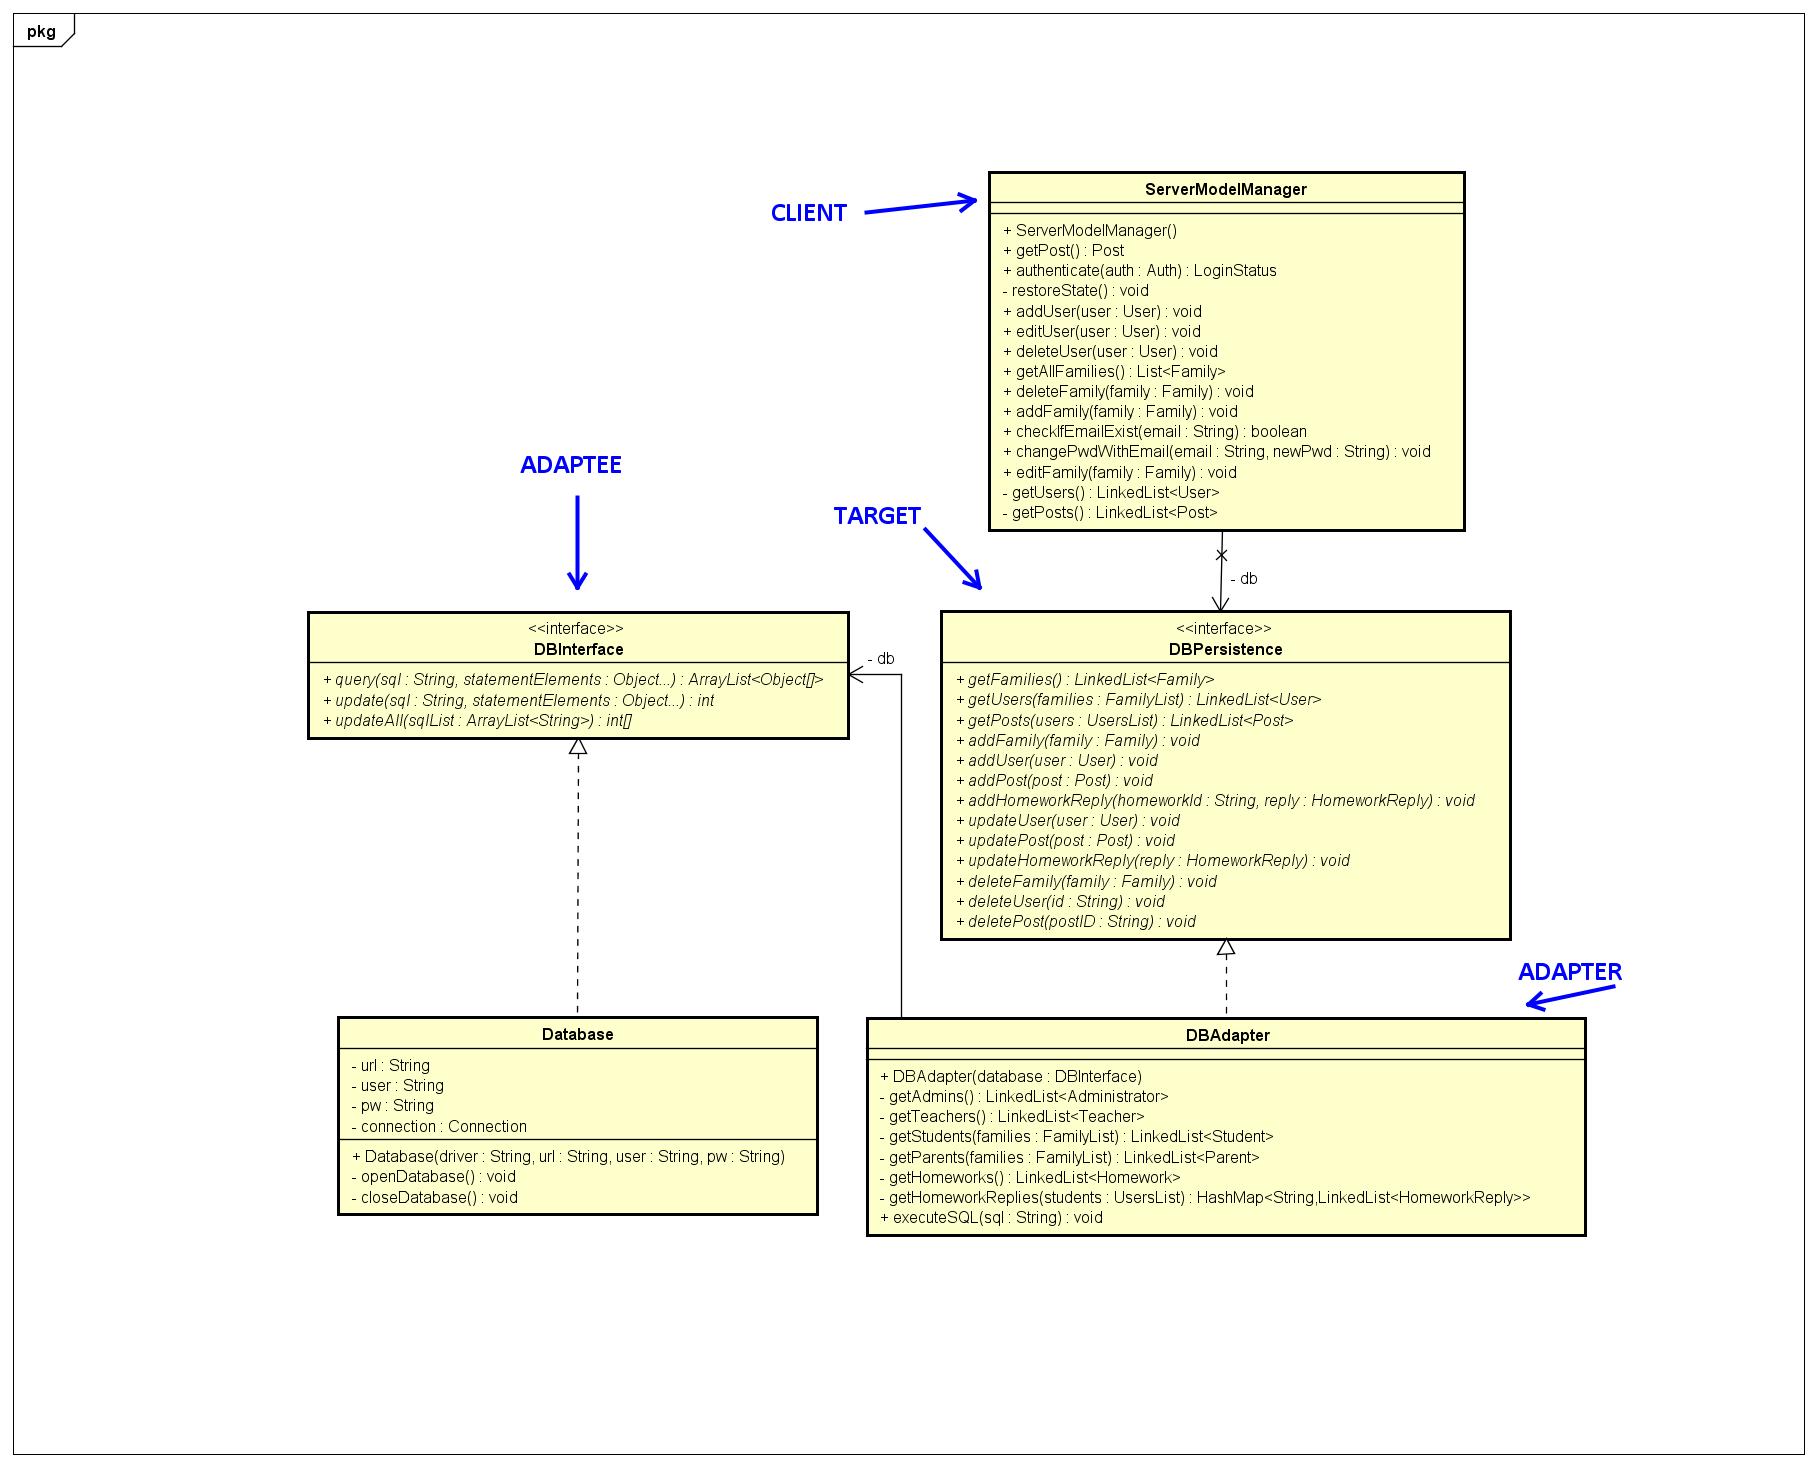 pkg
CLIENT
ServerModelManager
+ ServerModelManager()
+ getPost() : Post
+ authenticate(auth : Auth) : LoginStatus
- restoreState() : void
+ addUser(user : User) : void
+ editUser(user : User) : void
+ deleteUser(user : User) : void
+ getAllFamilies() : List<Family>
+ deleteFamily(family : Family) : void
+ addFamily(family : Family) : void
+ checkIfEmailExist(email : String) : boolean
+ changePwdWithEmail(email : String, newPwd : String) : void
+ editFamily(family : Family) : void
- getUsers() : LinkedList<User>
- getPosts() : LinkedList<Post>
- db
ADAPTEE
TARGET
<<interface>>
DBInterface
+ query(sql : String, statementElements : Object...) : ArrayList<Object[]>
+ update(sql : String, statementElements : Object...) : int
+ updateAll(sqlList : ArrayList<String>) : int[]
- db
<<interface>>
DBPersistence
+ getFamilies() : LinkedList<Family>
+ getUsers(families : FamilyList) : LinkedList<User>
+ getPosts(users : UsersList) : LinkedList<Post>
+ addFamily(family : Family) : void
+ addUser(user : User) : void
+ addPost(post : Post) : void
+ addHomeworkReply(homeworkId : String, reply : HomeworkReply) : void
+ updateUser(user : User) : void
+ updatePost(post : Post) : void
+ updateHomeworkReply(reply : HomeworkReply) : void
+ deleteFamily(family : Family) : void
+ deleteUser(id : String) : void
+ deletePost(postID : String) : void
ADAPTER
Database
- url : String
- user : String
- pw : String
- connection : Connection
+ Database(driver : String, url : String, user : String, pw : String)
- openDatabase() : void
- closeDatabase() : void
DBAdapter
+ DBAdapter(database : DBInterface)
- getAdmins() : LinkedList<Administrator>
- getTeachers() : LinkedList<Teacher>
- getStudents(families : FamilyList) : LinkedList<Student>
- getParents(families : FamilyList) : LinkedList<Parent>
- getHomeworks() : LinkedList<Homework>
- getHomeworkReplies(students : UsersList) : HashMap<String,LinkedList<HomeworkReply>>
+ executeSQL(sql : String) : void